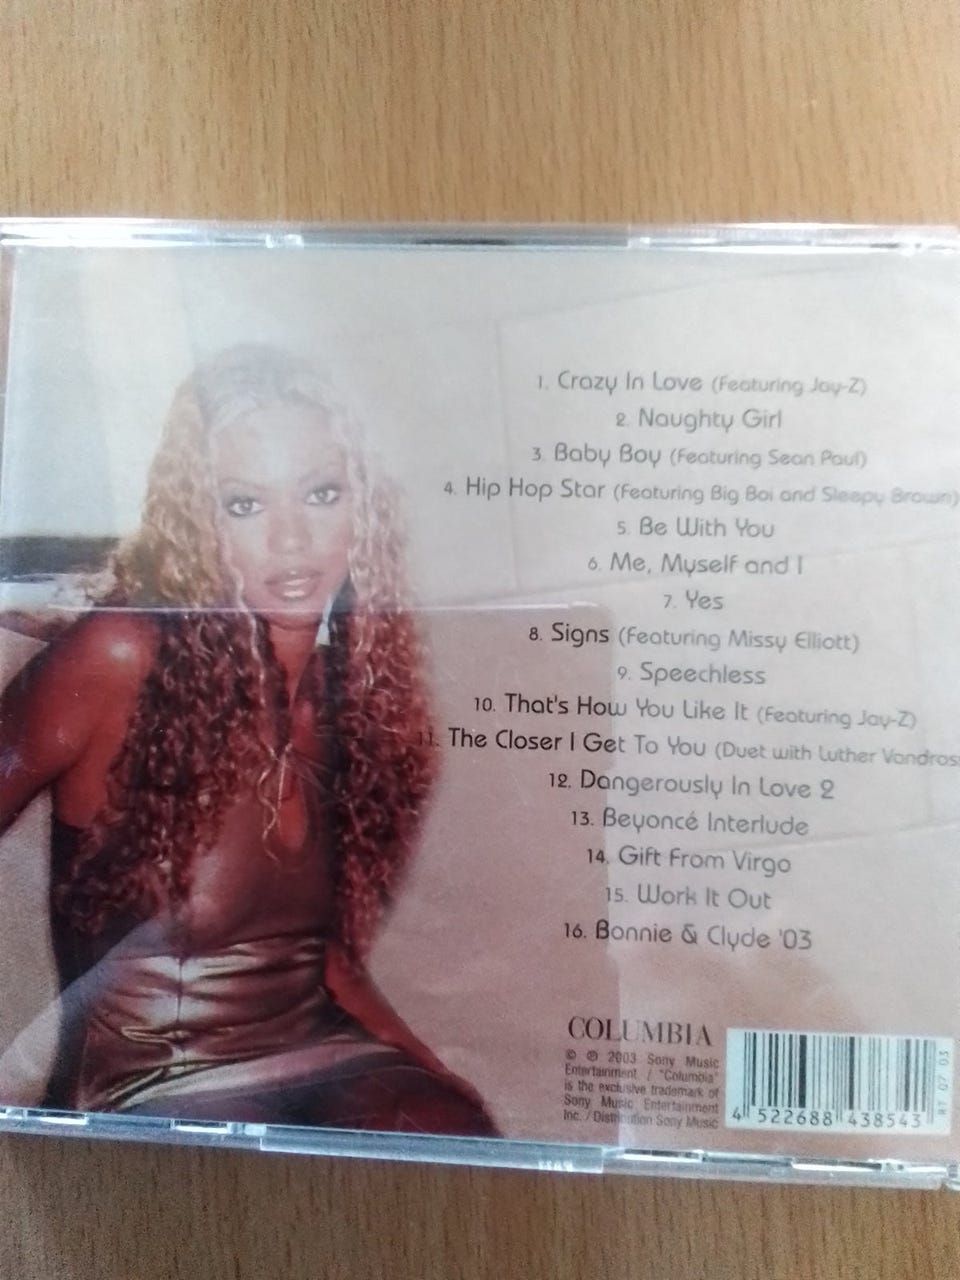 1. Crazy In Love (Featuring Jay-Z)
2. Naughty Girl
3. Baby Boy (Featuring Sean Paul)
4. Hip Hop Star (Featuring Big Boi and Sleepy Brown)
5. Be With You
6. Me, Myself and I
7. Yes
8. Signs (Featuring Missy Elliott)
9. Speechless
10. That's How You Like It (Featuring Jay-Z)
11. The Closer I Get To You (Duet with Luther Vandros
12. Dangerously In Love 2
13. Beyoncé Interlude
14. Gift From Virgo
15. Work It Out
16. Bonnie & Clyde '03
COLUMBIA
© ℗ 2003 Sony Music
Entertainment / "Columbia"
is the exclusive trademark of
Sony Music Entertainment
Inc. / Distribution Sony Music
4 522688 438543
RT 07 03